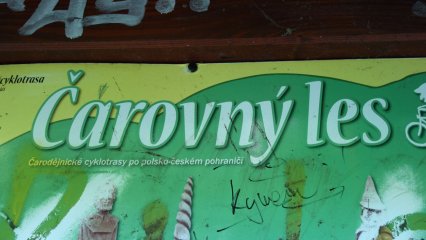 cyklotrasa
Čarovný les
Čarodějnické cyklotrasy po polsko-českém pohraničí